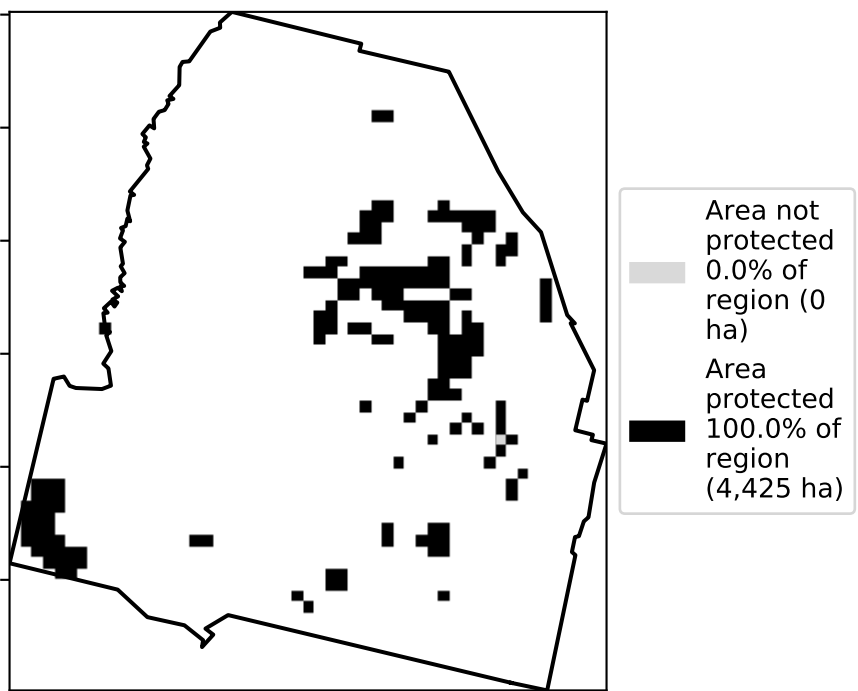 Area not
protected
0.0% of
region (0
ha)
Area
protected
100.0% of
region
(4,425 ha)